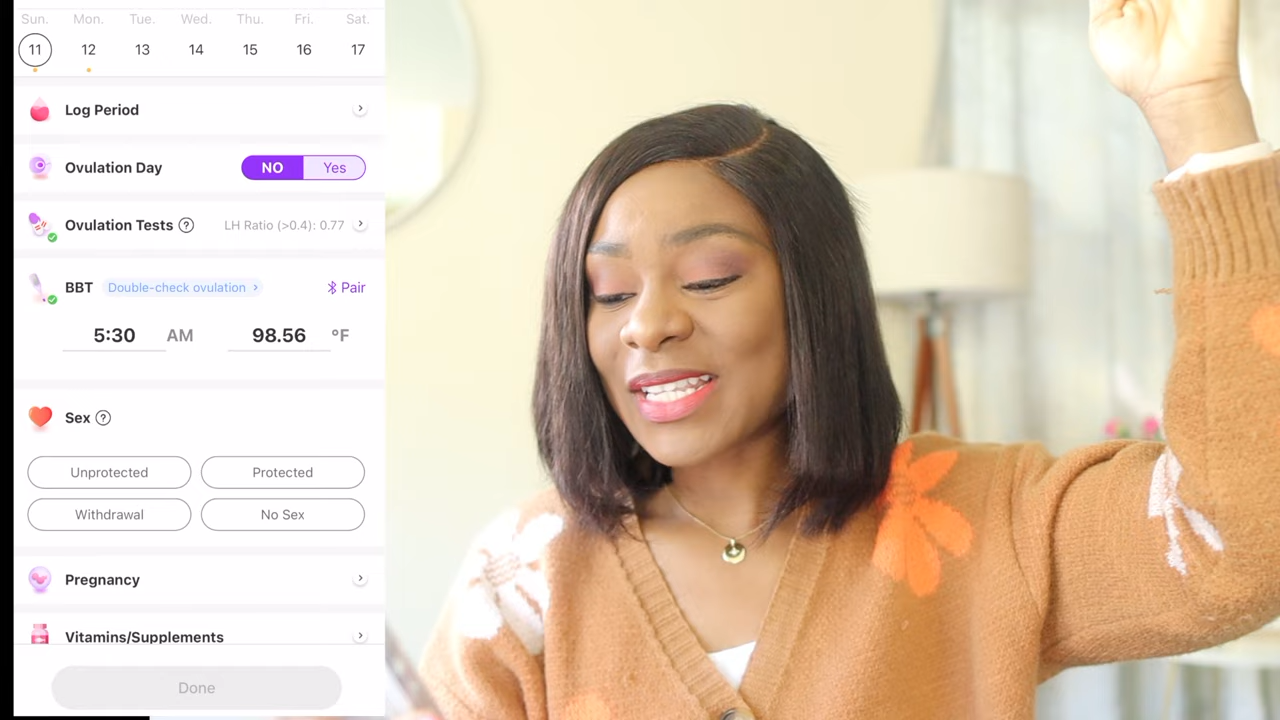 Sun. Mon. Tue. Wed. Thu. Fri. Sat.
11 12 13 14 15 16 17
Log Period
Ovulation Day NO Yes
Ovulation Tests ? LH Ratio (>0.4): 0.77
BBT Double-check ovulation > Pair
5:30 AM 98.56 °F
Sex ?
Unprotected Protected
Withdrawal No Sex
Pregnancy
Vitamins/Supplements
Done